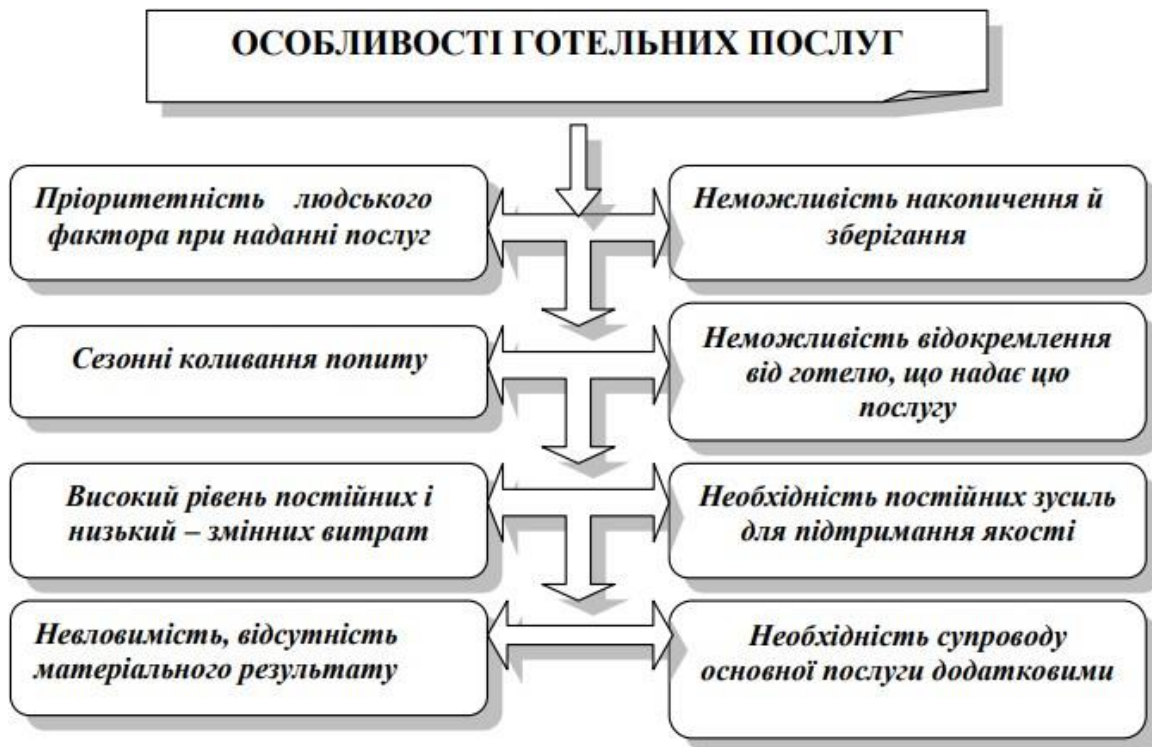 ОСОБЛИВОСТІ ГОТЕЛЬНИХ ПОСЛУГ
Пріоритетність людського
фактора при наданні послуг
Неможливість накопичення й
зберігання
Сезонні коливання попиту
Неможливість відокремлення
від готелю, що надає цю
послугу
Високий рівень постійних і
низький – змінних витрат
Необхідність постійних зусиль
для підтримання якості
Невловимість, відсутність
матеріального результату
Необхідність супроводу
основної послуги додатковими